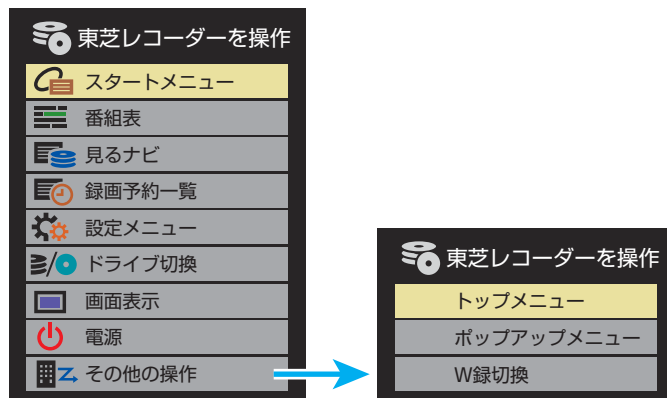 東芝レコーダーを操作
スタートメニュー
番組表
見るナビ
録画予約一覧
設定メニュー
ドライブ切換
画面表示
電源
その他の操作
東芝レコーダーを操作
トップメニュー
ポップアップメニュー
W録切換